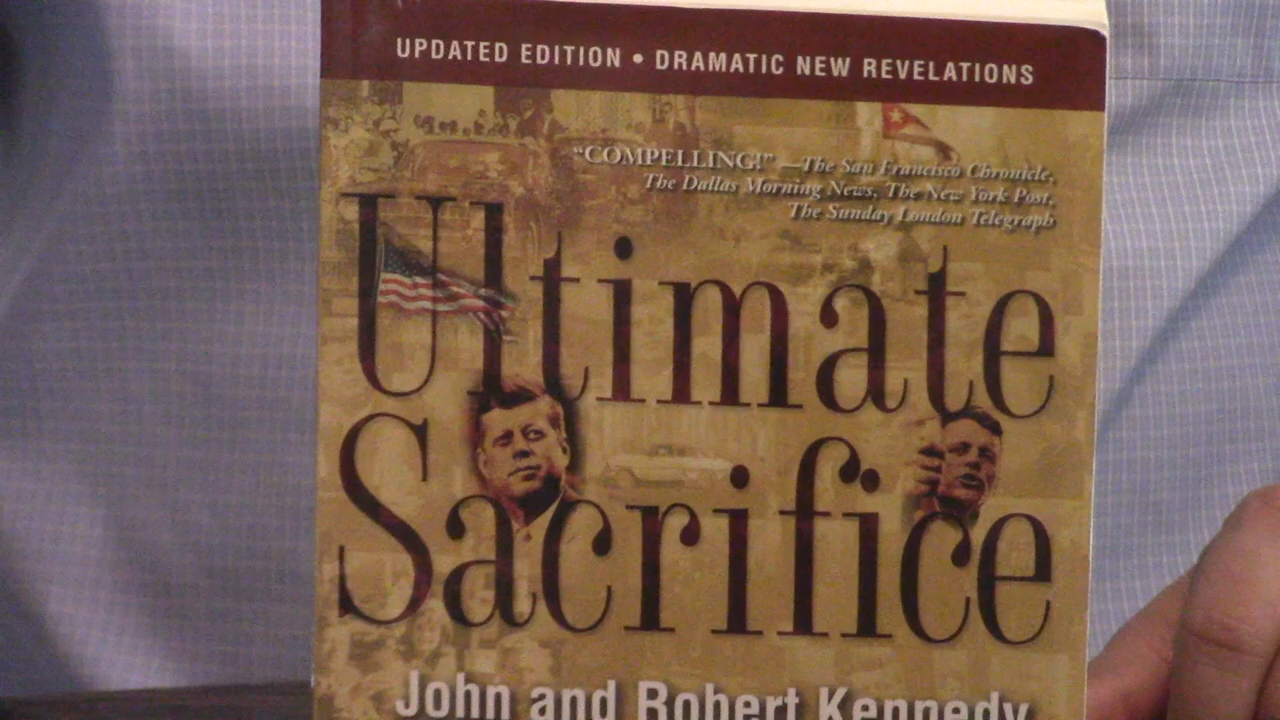 UPDATED EDITION • DRAMATIC NEW REVELATIONS
“COMPELLING!” —The San Francisco Chronicle,
The Dallas Morning News, The New York Post,
The Sunday London Telegraph
Ultimate
Sacrifice
John and Robert Kennedy